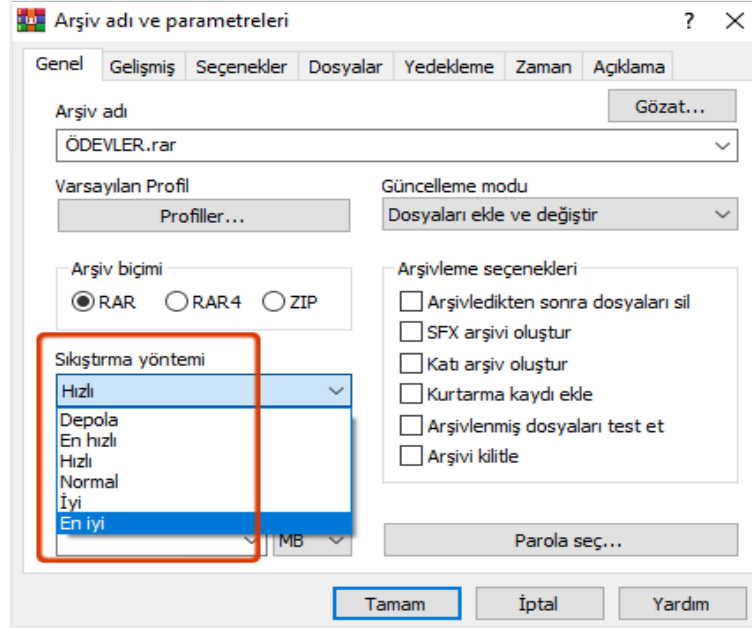 Arşiv adı ve parametreleri
Genel Gelişmiş Seçenekler Dosyalar Yedekleme Zaman Açıklama
Arşiv adı
Gözat...
ÖDEVLER.rar
Varsayılan Profil
Profiller...
Güncelleme modu
Dosyaları ekle ve değiştir
Arşiv biçimi
RAR RAR4 ZIP
Sıkıştırma yöntemi
Hızlı
Depola
En hızlı
Hızlı
Normal
İyi
En iyi
MB
Arşivleme seçenekleri
Arşivledikten sonra dosyaları sil
SFX arşivi oluştur
Katı arşiv oluştur
Kurtarma kaydı ekle
Arşivlenmiş dosyaları test et
Arşivi kilitle
Parola seç...
Tamam İptal Yardım